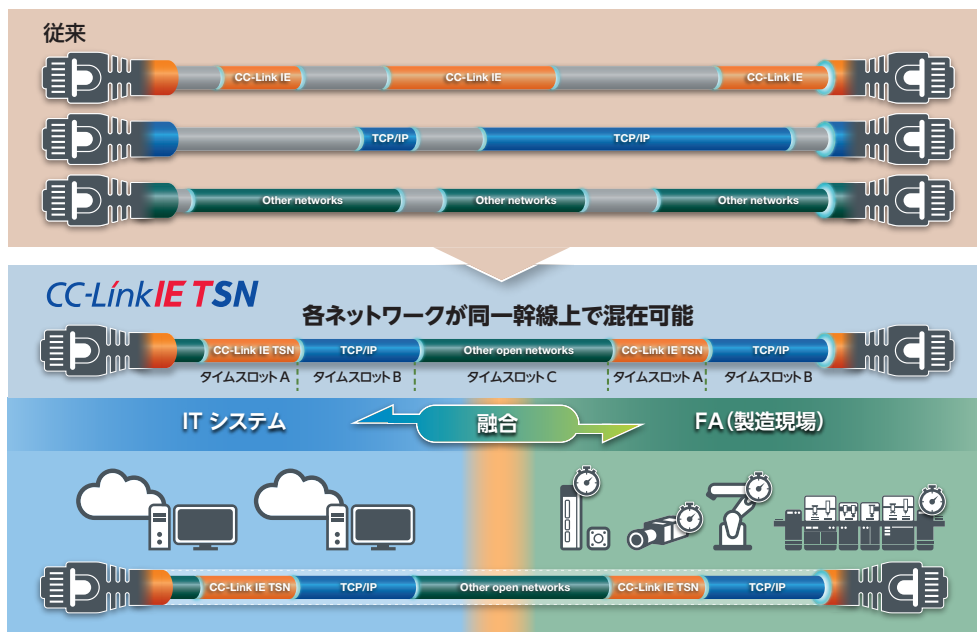 従来
CC-Link IE CC-Link IE CC-Link IE
TCP/IP TCP/IP
Other networks Other networks Other networks
CC-Link IE TSN
各ネットワークが同一幹線上で混在可能
CC-Link IE TSN TCP/IP Other open networks CC-Link IE TSN TCP/IP
タイムスロット A タイムスロット B タイムスロット C タイムスロット A タイムスロット B
IT システム 融合 FA(製造現場)
CC-Link IE TSN TCP/IP Other open networks CC-Link IE TSN TCP/IP